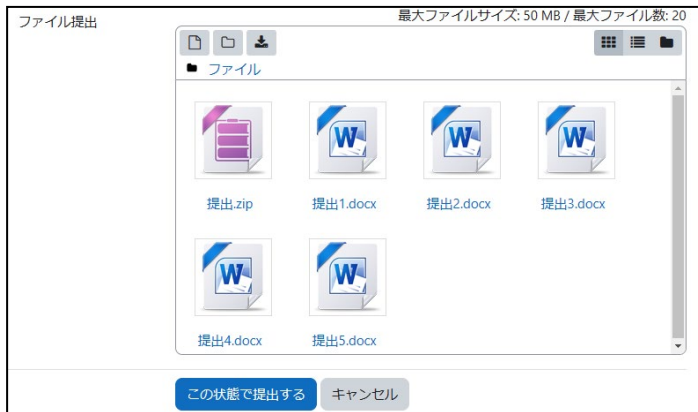 ファイル提出
最大ファイルサイズ: 50 MB / 最大ファイル数: 20
ファイル
提出.zip
提出1.docx
提出2.docx
提出3.docx
提出4.docx
提出5.docx
この状態で提出する
キャンセル